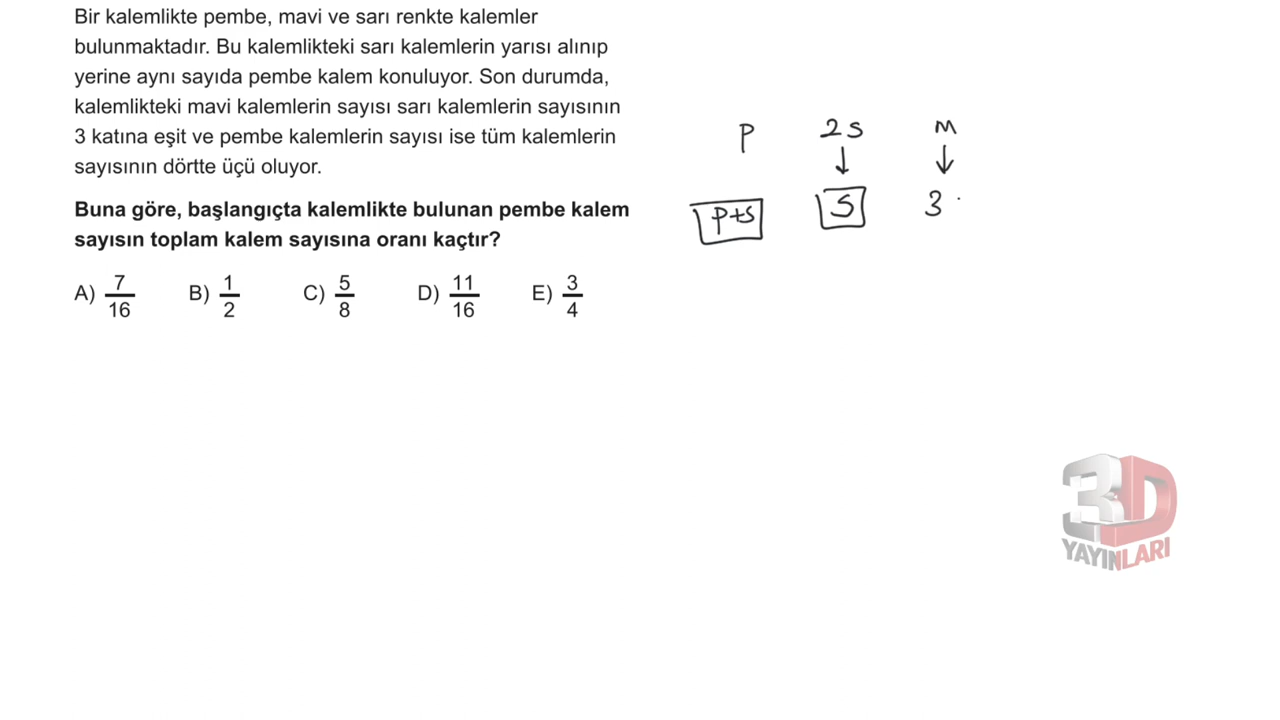 Bir kalemlikte pembe, mavi ve sarı renkte kalemler
bulunmaktadır. Bu kalemlikteki sarı kalemlerin yarısı alınıp
yerine aynı sayıda pembe kalem konuluyor. Son durumda,
kalemlikteki mavi kalemlerin sayısı sarı kalemlerin sayısının
3 katına eşit ve pembe kalemlerin sayısı ise tüm kalemlerin
sayısının dörtte üçü oluyor.
Buna göre, başlangıçta kalemlikte bulunan pembe kalem
sayısın toplam kalem sayısına oranı kaçtır?
A) 7/16 B) 1/2 C) 5/8 D) 11/16 E) 3/4
P 2S M
↓ ↓
P+S S 3
3D
YAYINLARI